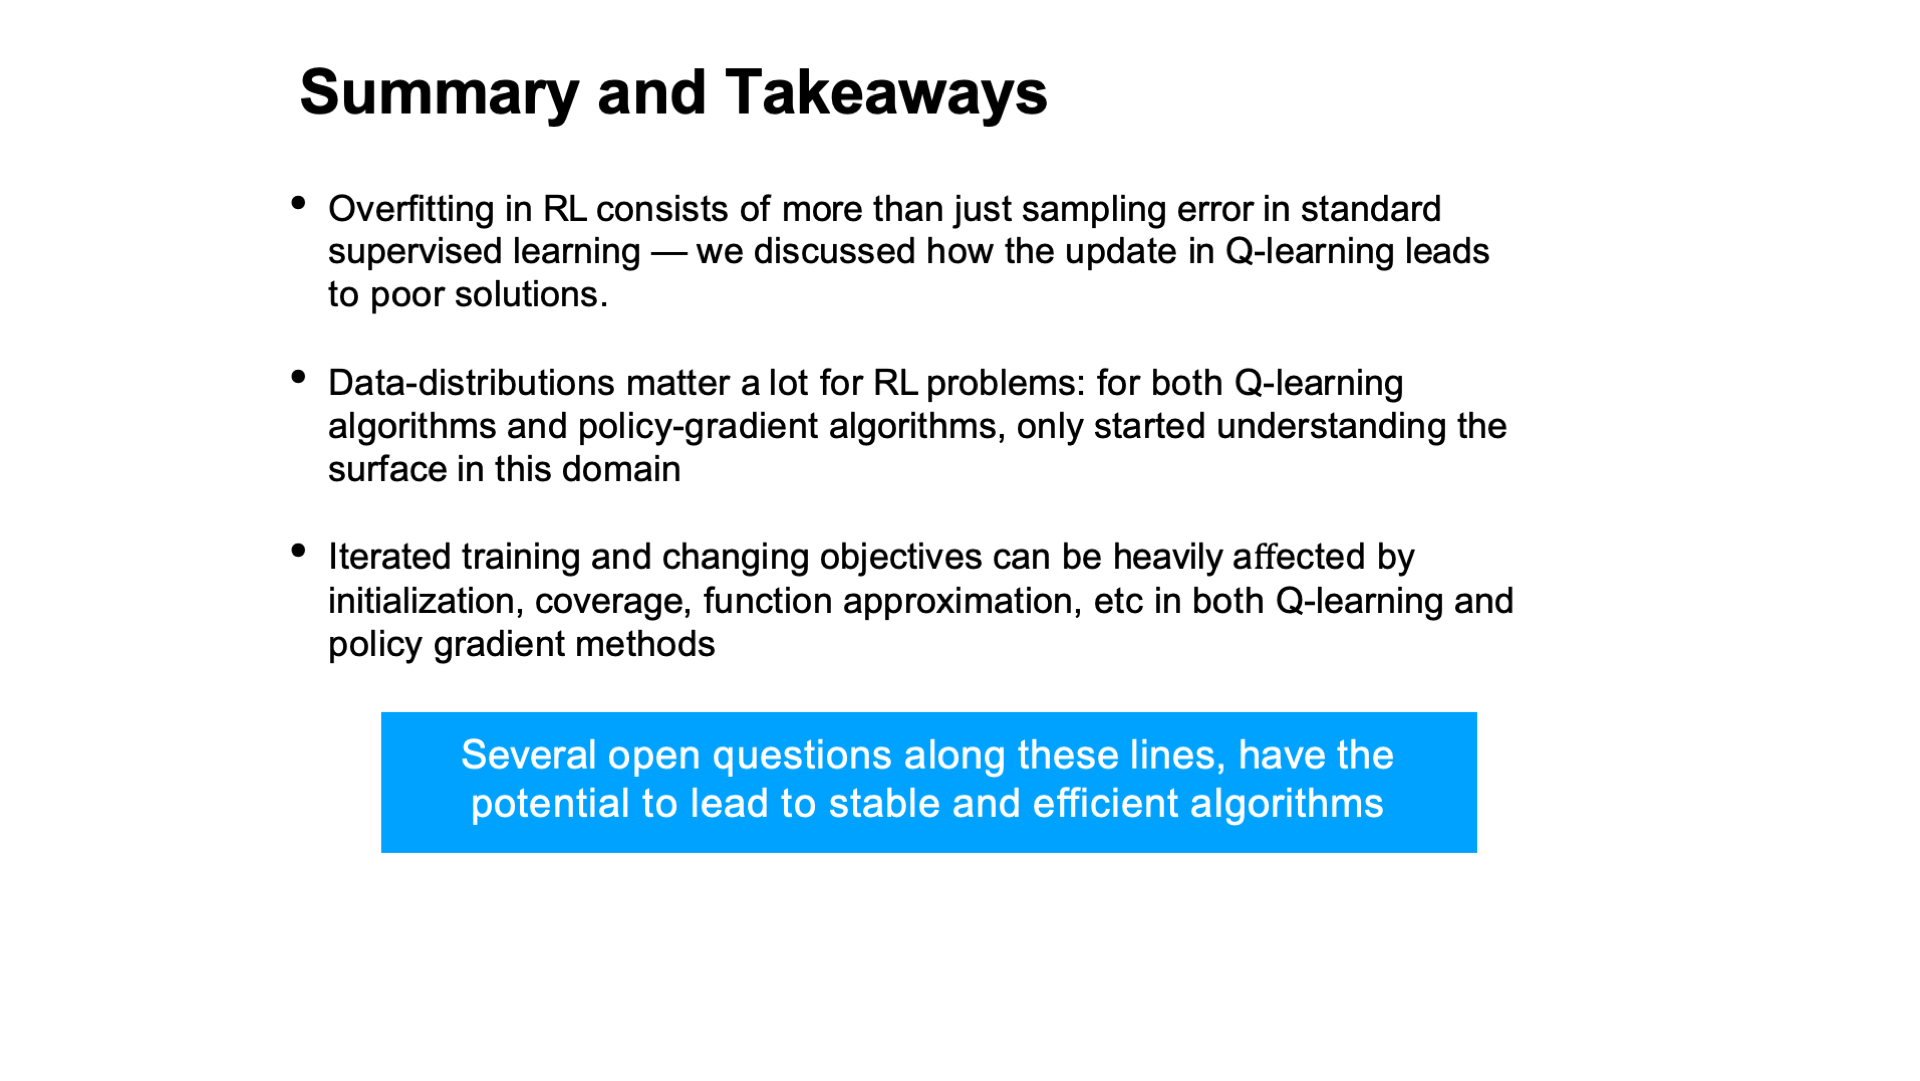 Summary and Takeaways
• Overfitting in RL consists of more than just sampling error in standard
supervised learning — we discussed how the update in Q-learning leads
to poor solutions.
• Data-distributions matter a lot for RL problems: for both Q-learning
algorithms and policy-gradient algorithms, only started understanding the
surface in this domain
• Iterated training and changing objectives can be heavily affected by
initialization, coverage, function approximation, etc in both Q-learning and
policy gradient methods
Several open questions along these lines, have the
potential to lead to stable and efficient algorithms